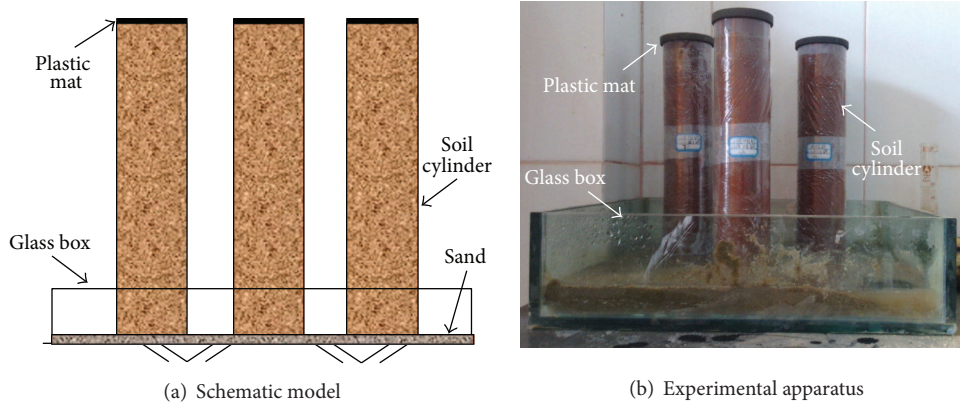 Plastic
mat
Soil
cylinder
Glass box
Sand
(a) Schematic model
Plastic mat
Soil
cylinder
Glass box
(b) Experimental apparatus